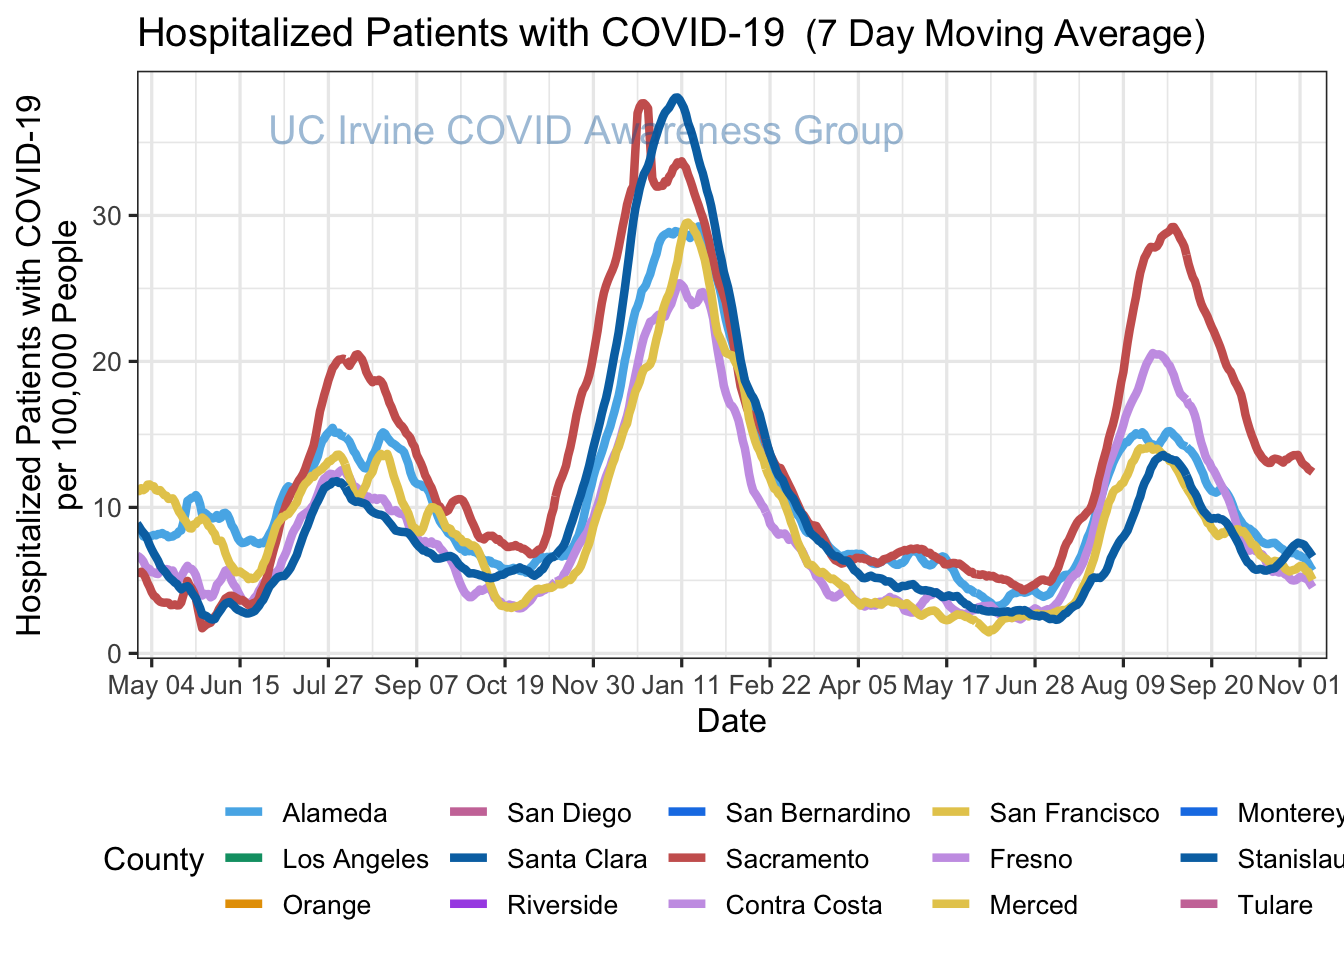 Hospitalized Patients with COVID-19 (7 Day Moving Average)
UC Irvine COVID Awareness Group
Hospitalized Patients with COVID-19
per 100,000 People
30
20
10
0
May 04 Jun 15 Jul 27 Sep 07 Oct 19 Nov 30 Jan 11 Feb 22 Apr 05 May 17 Jun 28 Aug 09 Sep 20 Nov 01
Date
County
Alameda San Diego San Bernardino San Francisco Monterey
Los Angeles Santa Clara Sacramento Fresno Stanislau
Orange Riverside Contra Costa Merced Tulare